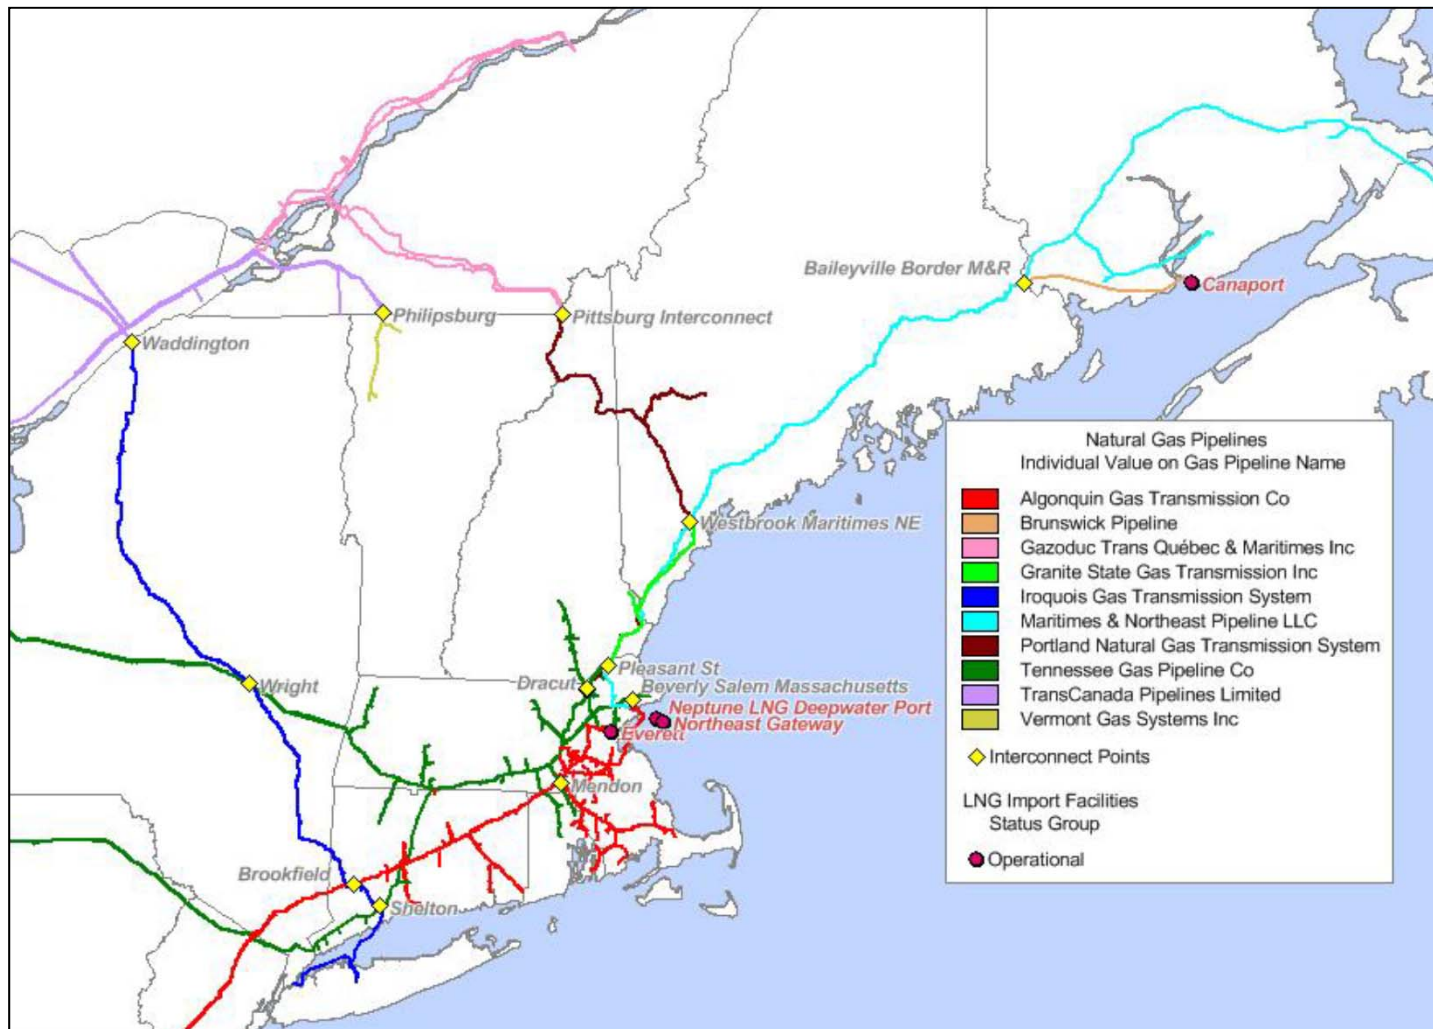 Baileyville Border M&R
Canaport
Philipsburg
Pittsburg Interconnect
Waddington
Natural Gas Pipelines
Individual Value on Gas Pipeline Name
Algonquin Gas Transmission Co
Brunswick Pipeline
Gazoduc Trans Québec & Maritimes Inc
Granite State Gas Transmission Inc
Iroquois Gas Transmission System
Maritimes & Northeast Pipeline LLC
Portland Natural Gas Transmission System
Tennessee Gas Pipeline Co
TransCanada Pipelines Limited
Vermont Gas Systems Inc
Interconnect Points
LNG Import Facilities
Status Group
Operational
Westbrook Maritimes NE
Pleasant St
Wright
Dracut
Beverly Salem Massachusetts
Neptune LNG Deepwater Port
Northeast Gateway
Everett
Mendon
Brookfield
Shelton